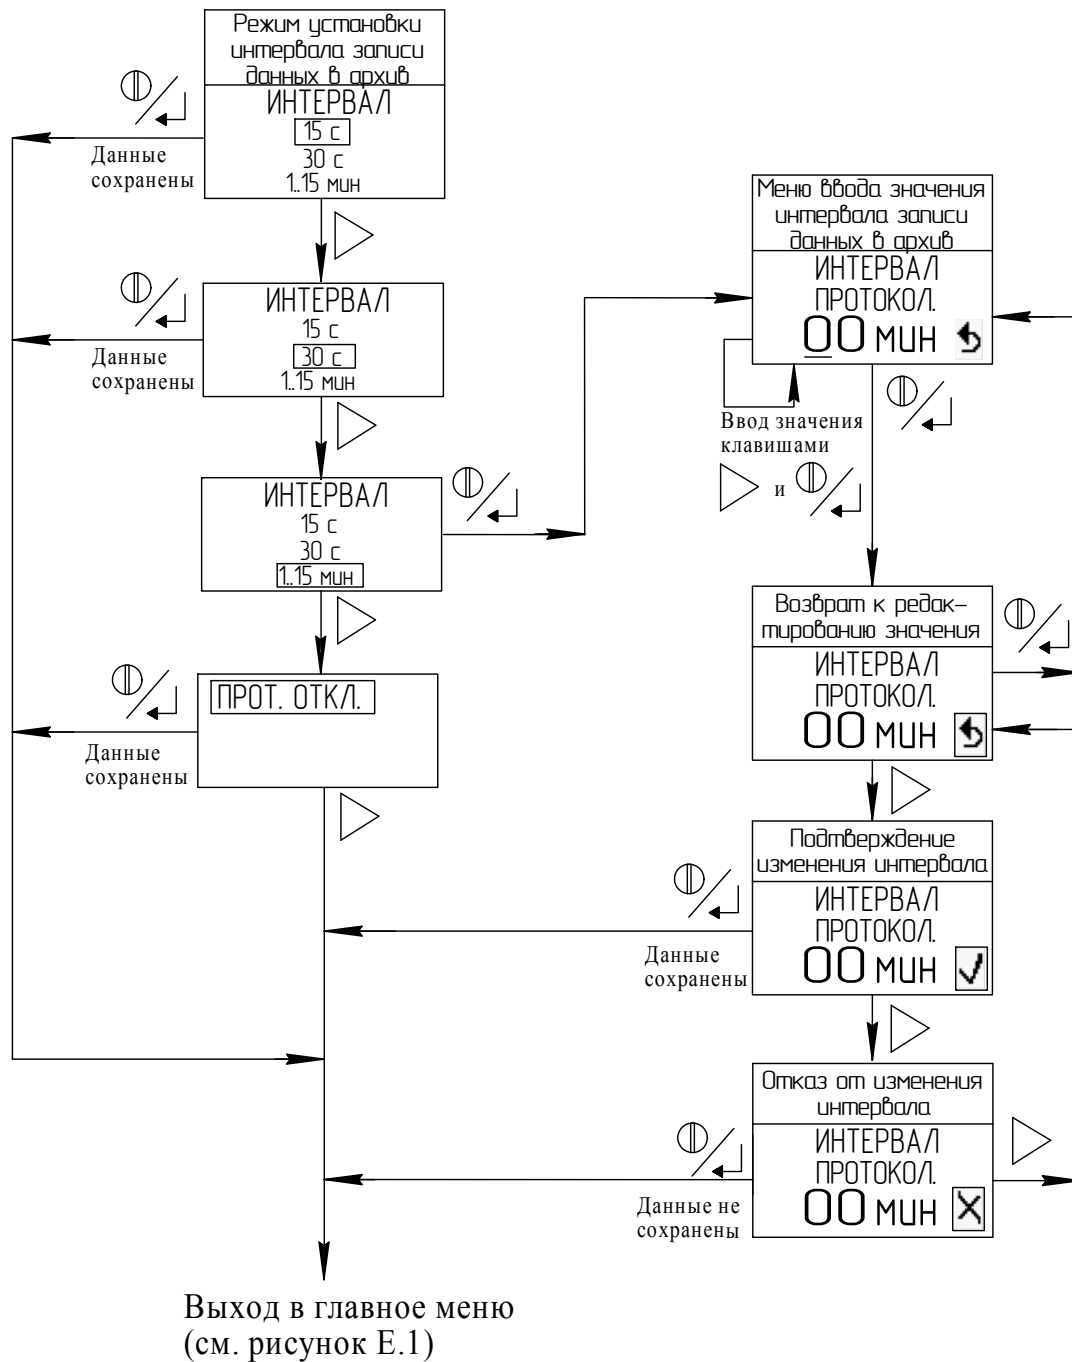 Режим установки
интервала записи
данных в архив
ИНТЕРВАЛ
15 с
30 с
1..15 мин
Данные
сохранены
ИНТЕРВАЛ
15 с
30 с
1..15 мин
Данные
сохранены
ИНТЕРВАЛ
15 с
30 с
1..15 мин
ПРОТ. ОТКЛ.
Данные
сохранены
Меню ввода значения
интервала записи
данных в архив
ИНТЕРВАЛ
ПРОТОКОЛ.
00 мин
Ввод значения
клавишами
и
Возврат к редак-
тированию значения
ИНТЕРВАЛ
ПРОТОКОЛ.
00 мин
Подтверждение
изменения интервала
ИНТЕРВАЛ
ПРОТОКОЛ.
00 мин
Данные
сохранены
Отказ от изменения
интервала
ИНТЕРВАЛ
ПРОТОКОЛ.
00 мин
Данные не
сохранены
Выход в главное меню
(см. рисунок Е.1)